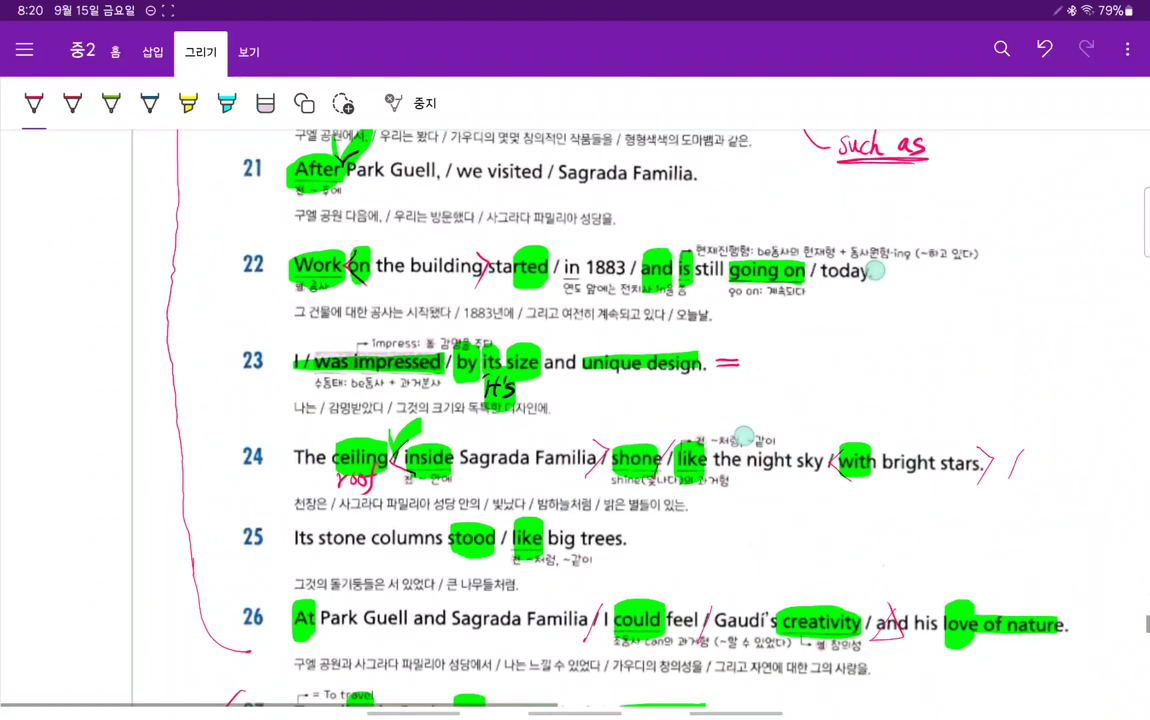 8:20 9월 15일 금요일 79%
중2 홈 삽입 그리기 보기
중지
구엘 공원에서, / 우리는 봤다 / 가우디의 몇몇 창의적인 작품들을 / 형형색색의 도마뱀과 같은.
such as
21 After Park Guell, / we visited / Sagrada Familia.
전 ~ 후에
구엘 공원 다음에, / 우리는 방문했다 / 사그라다 파밀리아 성당을.
현재진행형: be동사의 현재형 + 동사원형-ing (~하고 있다)
22 Work on the building started / in 1883 / and is still going on / today.
명 공사 연도 앞에는 전치사 in을 씀 go on: 계속되다
그 건물에 대한 공사는 시작됐다 / 1883년에 / 그리고 여전히 계속되고 있다 / 오늘날.
impress: 동 감명을 주다
23 I / was impressed / by its size and unique design. =
수동태: be동사 + 과거분사 it's
나는 / 감명받았다 / 그것의 크기와 독특한 디자인에.
전 ~처럼, ~같이
24 The ceiling / inside Sagrada Familia / shone / like the night sky / with bright stars.
roof 전 ~ 안에 shine(빛나다)의 과거형
천장은 / 사그라다 파밀리아 성당 안의 / 빛났다 / 밤하늘처럼 / 밝은 별들이 있는.
25 Its stone columns stood / like big trees.
전 ~처럼, ~같이
그것의 돌기둥들은 서 있었다 / 큰 나무들처럼.
26 At Park Guell and Sagrada Familia / I could feel / Gaudí's creativity / and his love of nature.
조동사 can의 과거형 (~할 수 있었다) 명 창의성
구엘 공원과 사그라다 파밀리아 성당에서 / 나는 느낄 수 있었다 / 가우디의 창의성을 / 그리고 자연에 대한 그의 사랑을.
= To travel